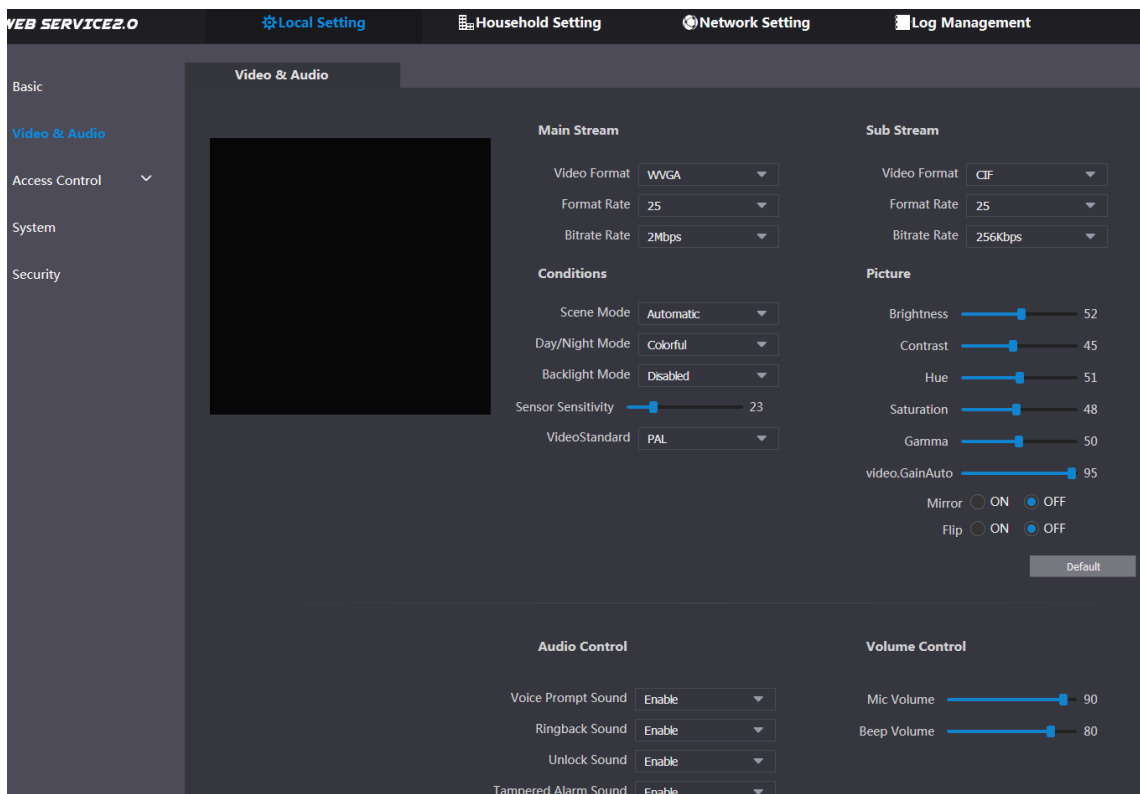 WEB SERVICE2.0
Local Setting
Household Setting
Network Setting
Log Management
Basic
Video & Audio
Access Control
System
Security
Video & Audio
Main Stream
Video Format WVGA
Format Rate 25
Bitrate Rate 2Mbps
Conditions
Scene Mode Automatic
Day/Night Mode Colorful
Backlight Mode Disabled
Sensor Sensitivity 23
VideoStandard PAL
Sub Stream
Video Format CIF
Format Rate 25
Bitrate Rate 256Kbps
Picture
Brightness 52
Contrast 45
Hue 51
Saturation 48
Gamma 50
video.GainAuto 95
Mirror ON OFF
Flip ON OFF
Default
Audio Control
Voice Prompt Sound Enable
Ringback Sound Enable
Unlock Sound Enable
Tampered Alarm Sound Enable
Volume Control
Mic Volume 90
Beep Volume 80